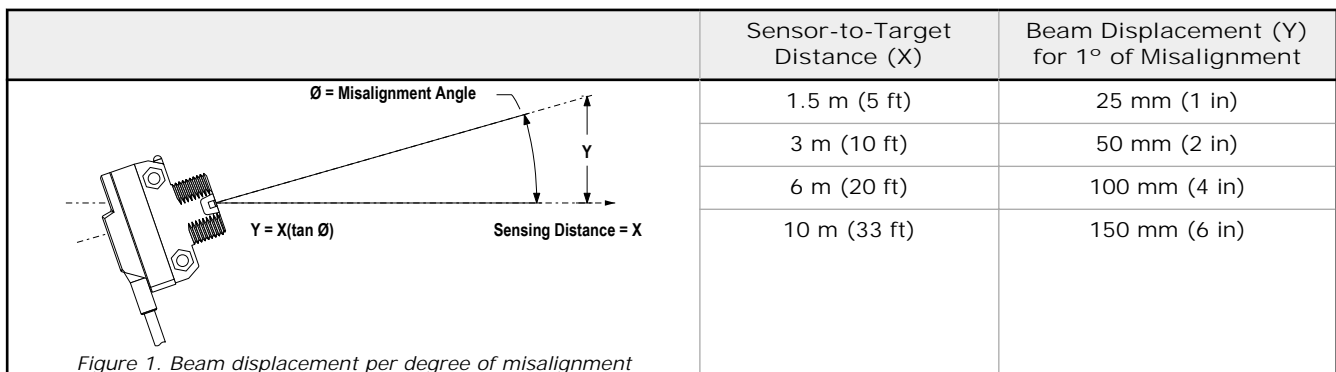 Sensor-to-Target Distance (X)
Beam Displacement (Y) for 1º of Misalignment
Ø = Misalignment Angle
Y
Y = X(tan Ø)
Sensing Distance = X
Figure 1. Beam displacement per degree of misalignment
1.5 m (5 ft)
25 mm (1 in)
3 m (10 ft)
50 mm (2 in)
6 m (20 ft)
100 mm (4 in)
10 m (33 ft)
150 mm (6 in)